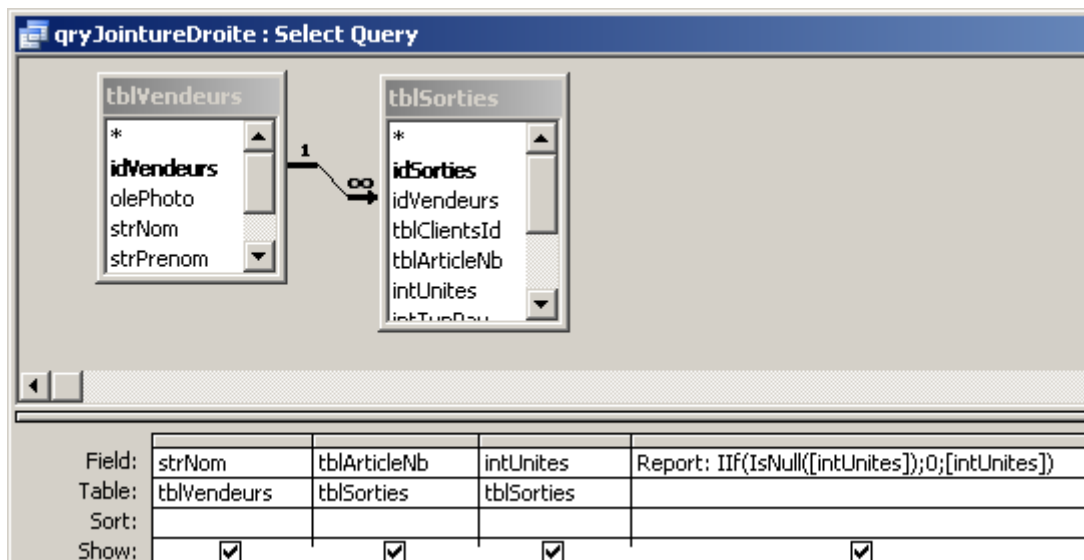 qryJointureDroite : Select Query
tblVendeurs
*
idVendeurs
olePhoto
strNom
strPrenom
1
∞
tblSorties
*
idSorties
idVendeurs
tblClientsId
tblArticleNb
intUnites
Field: strNom tblArticleNb intUnites Report: IIf(IsNull([intUnites]);0;[intUnites])
Table: tblVendeurs tblSorties tblSorties
Sort:
Show: